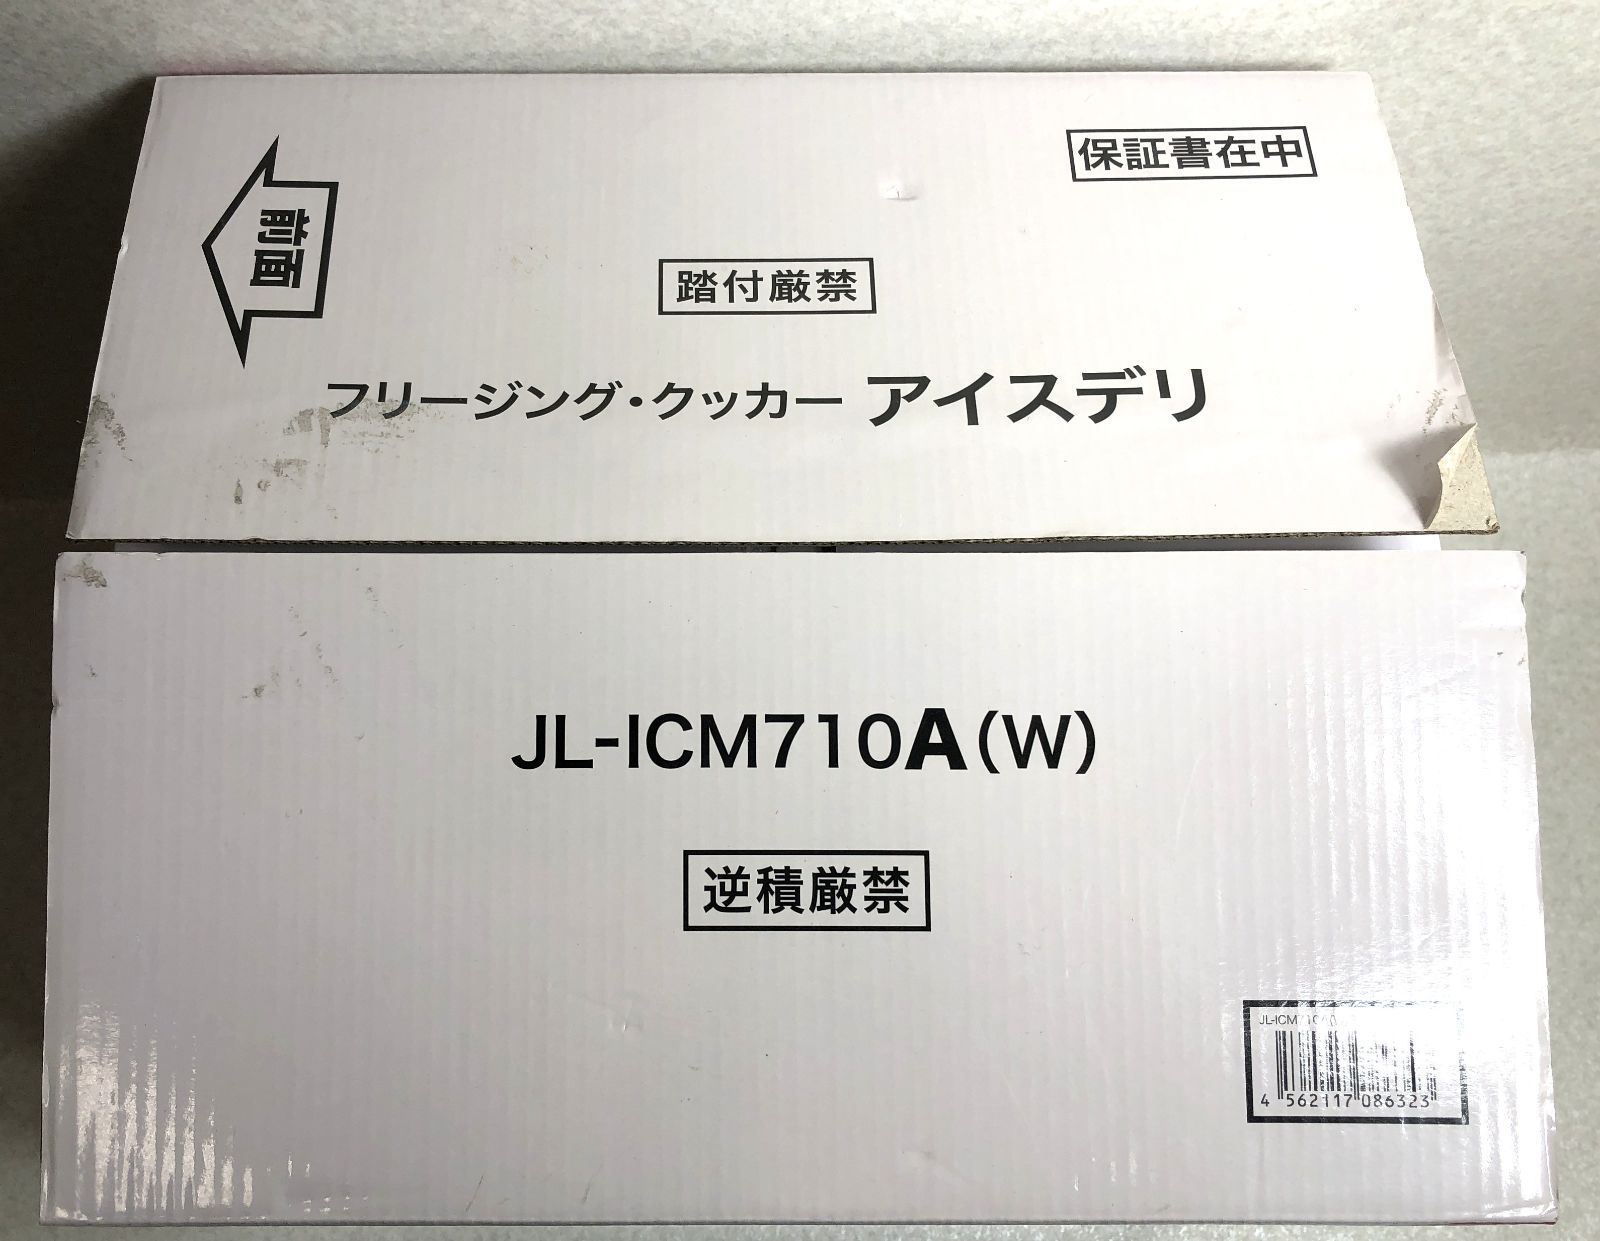 保証書在中
前面
踏付厳禁
フリージング・クッカー アイスデリ
JL-ICM710A(W)
逆積厳禁
4 562117 086323